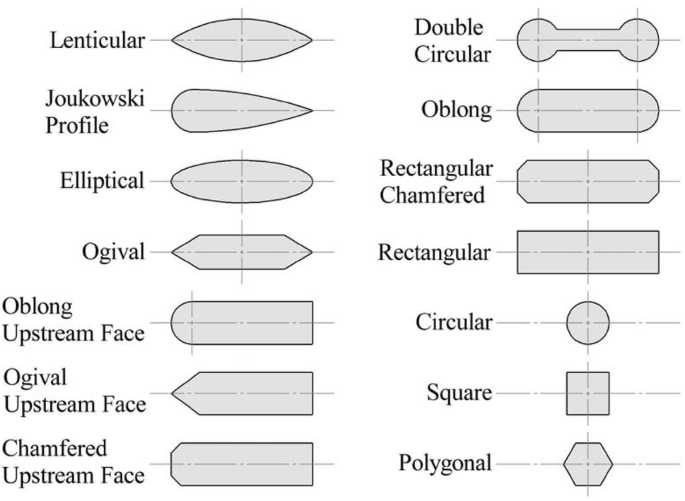 Lenticular
Joukowski
Profile
Elliptical
Ogival
Oblong
Upstream Face
Ogival
Upstream Face
Chamfered
Upstream Face
Double
Circular
Oblong
Rectangular
Chamfered
Rectangular
Circular
Square
Polygonal